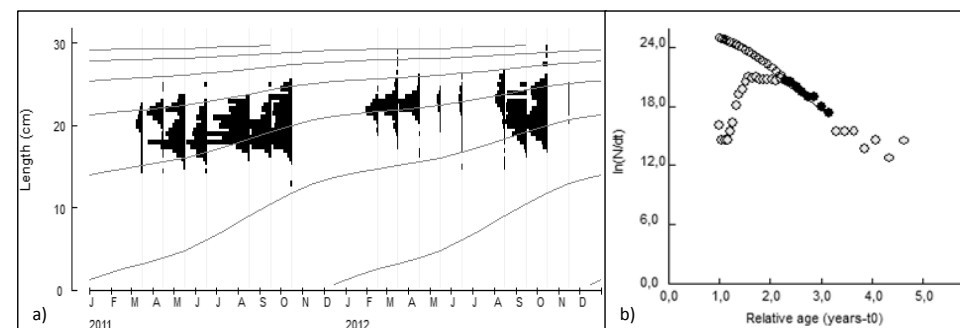 30
20
10
0
Length (cm)
J F M A M J J A S O N D J F M A M J J A S O N D
2011 2012
a)
24,0
18,0
12,0
6,0
0,0
ln(N/dt)
0,0 1,0 2,0 3,0 4,0 5,0
Relative age (years-t0)
b)